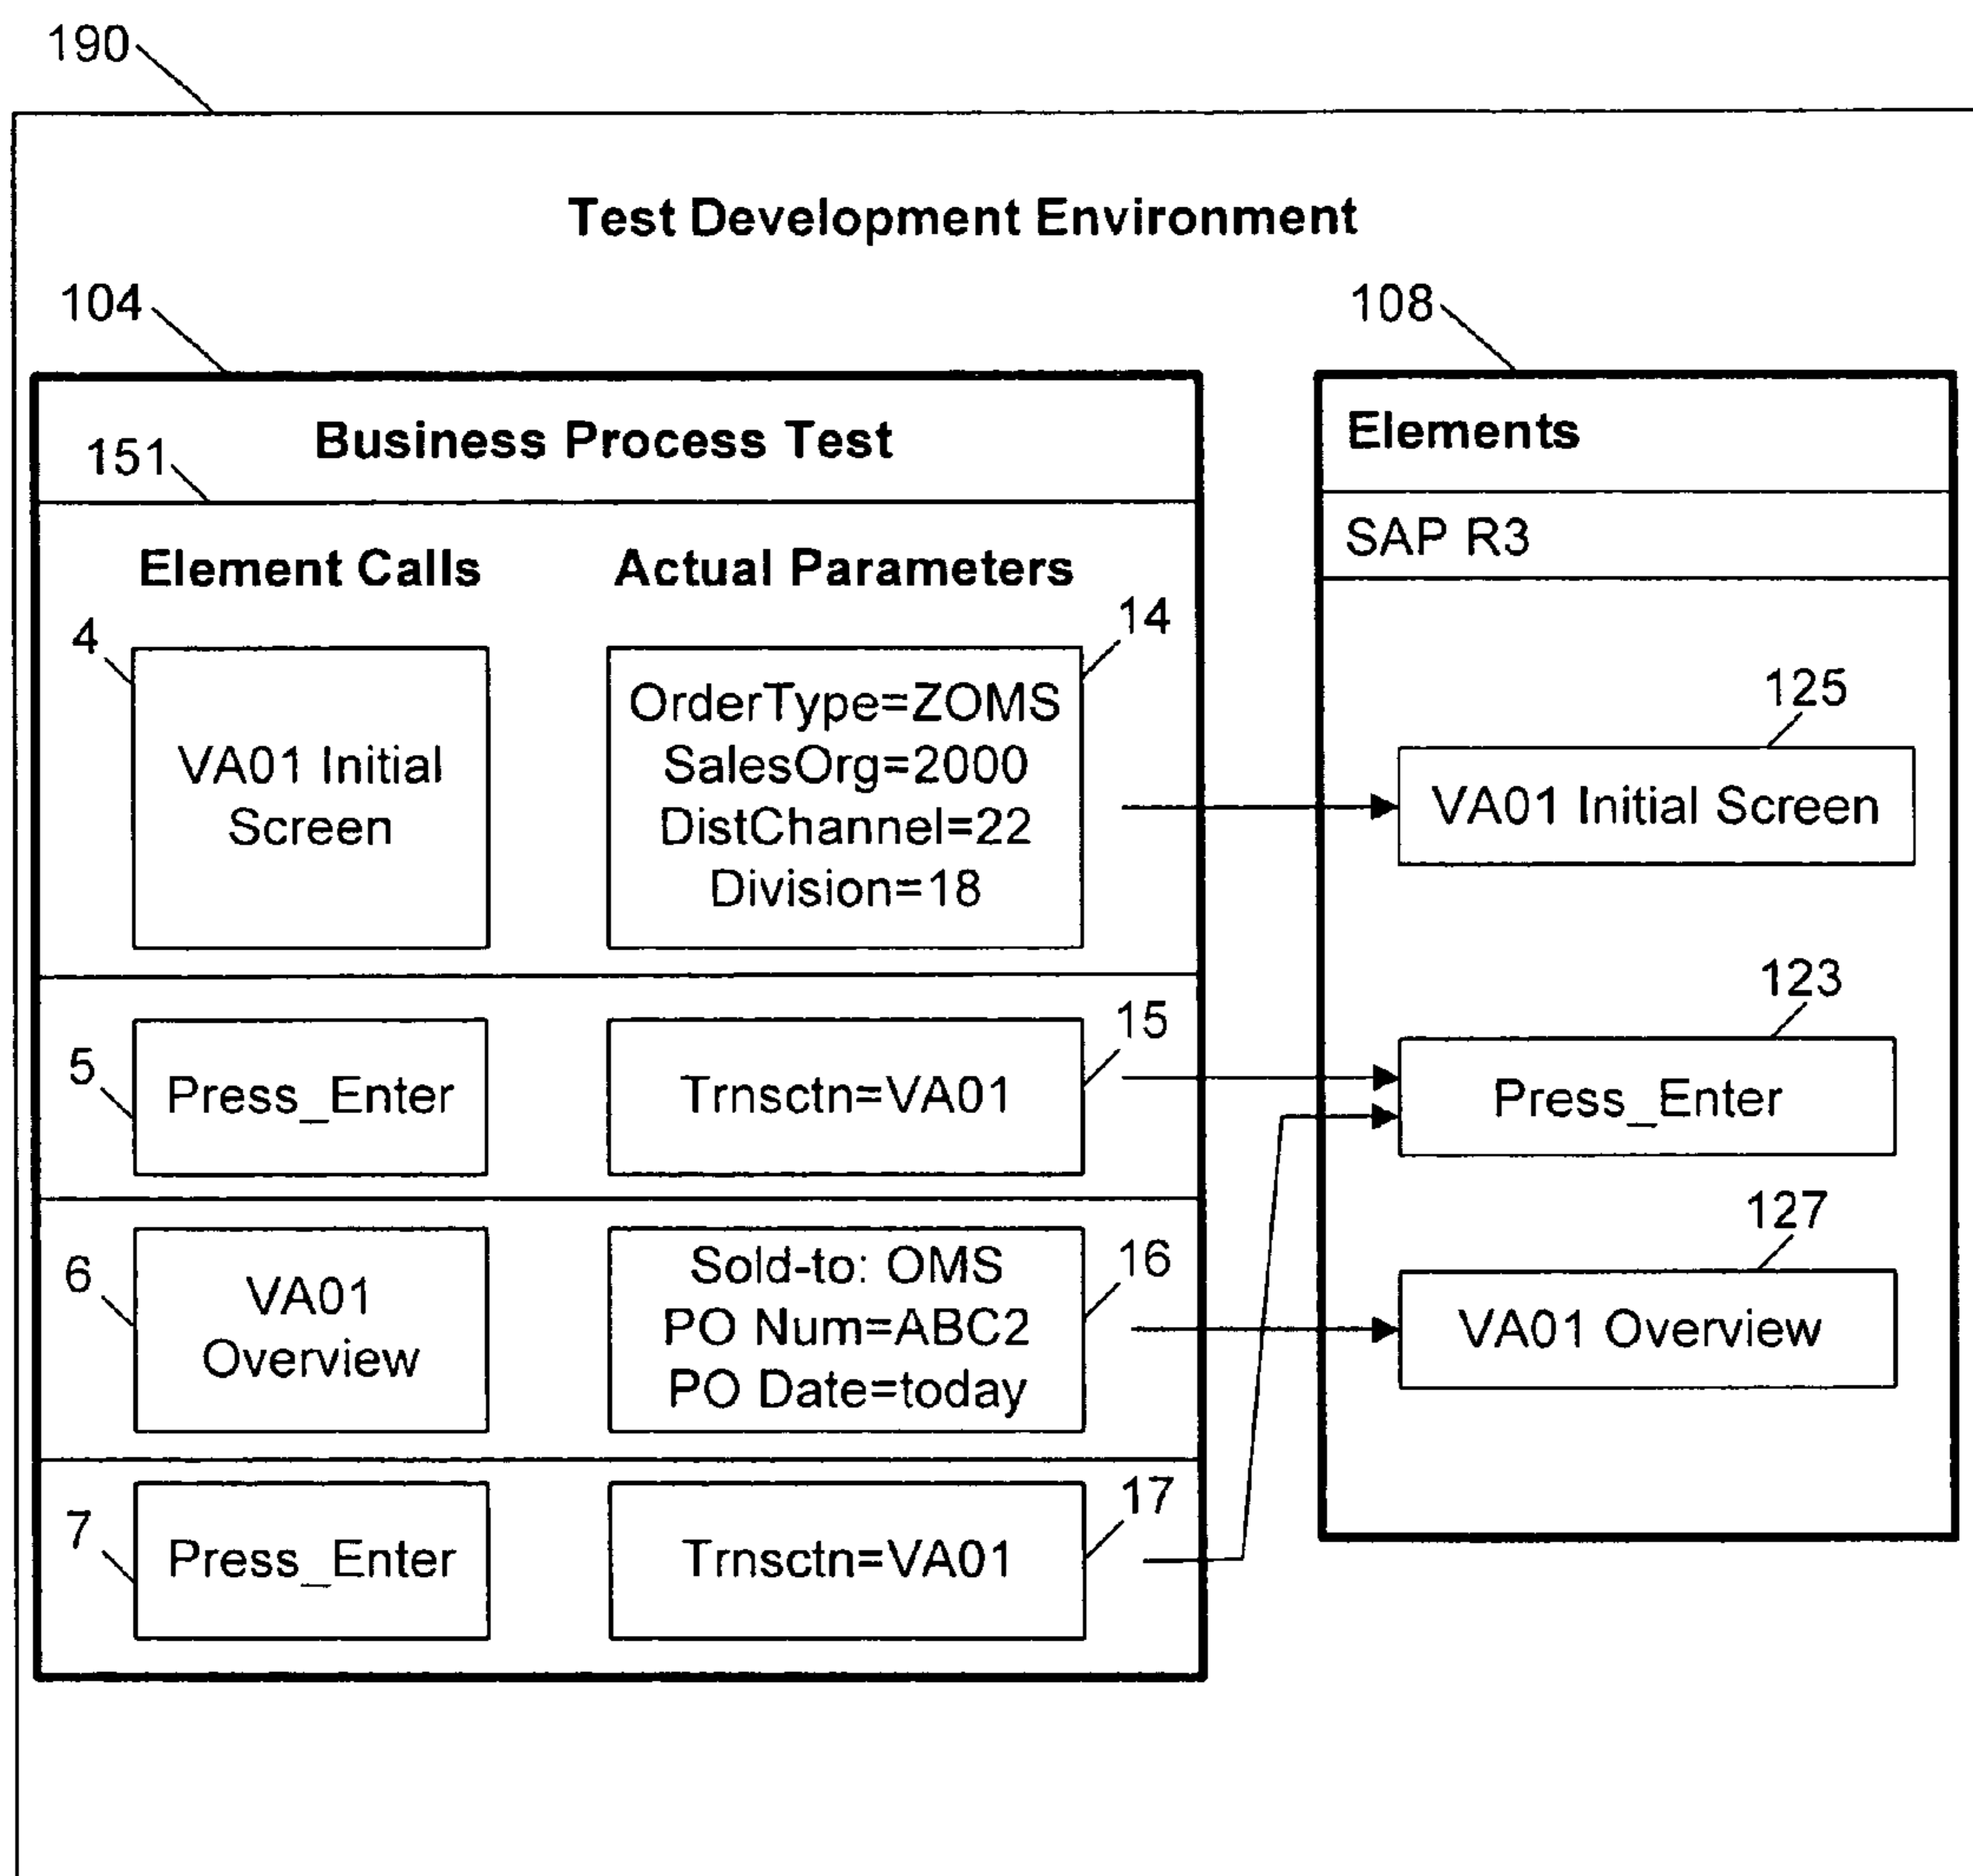 190
Test Development Environment
104
108
Business Process Test
151
Elements
SAP R3
Element Calls
Actual Parameters
4
VA01 Initial
Screen
14
OrderType=ZOMS
SalesOrg=2000
DistChannel=22
Division=18
125
VA01 Initial Screen
5
Press_Enter
15
Trnsctn=VA01
123
Press_Enter
6
VA01
Overview
16
Sold-to: OMS
PO Num=ABC2
PO Date=today
127
VA01 Overview
7
Press_Enter
17
Trnsctn=VA01